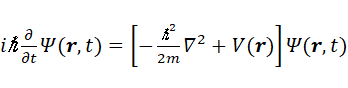 iℏ ∂/∂t Ψ(r, t) = [−ℏ²/2m ∇² + V(r)] Ψ(r, t)